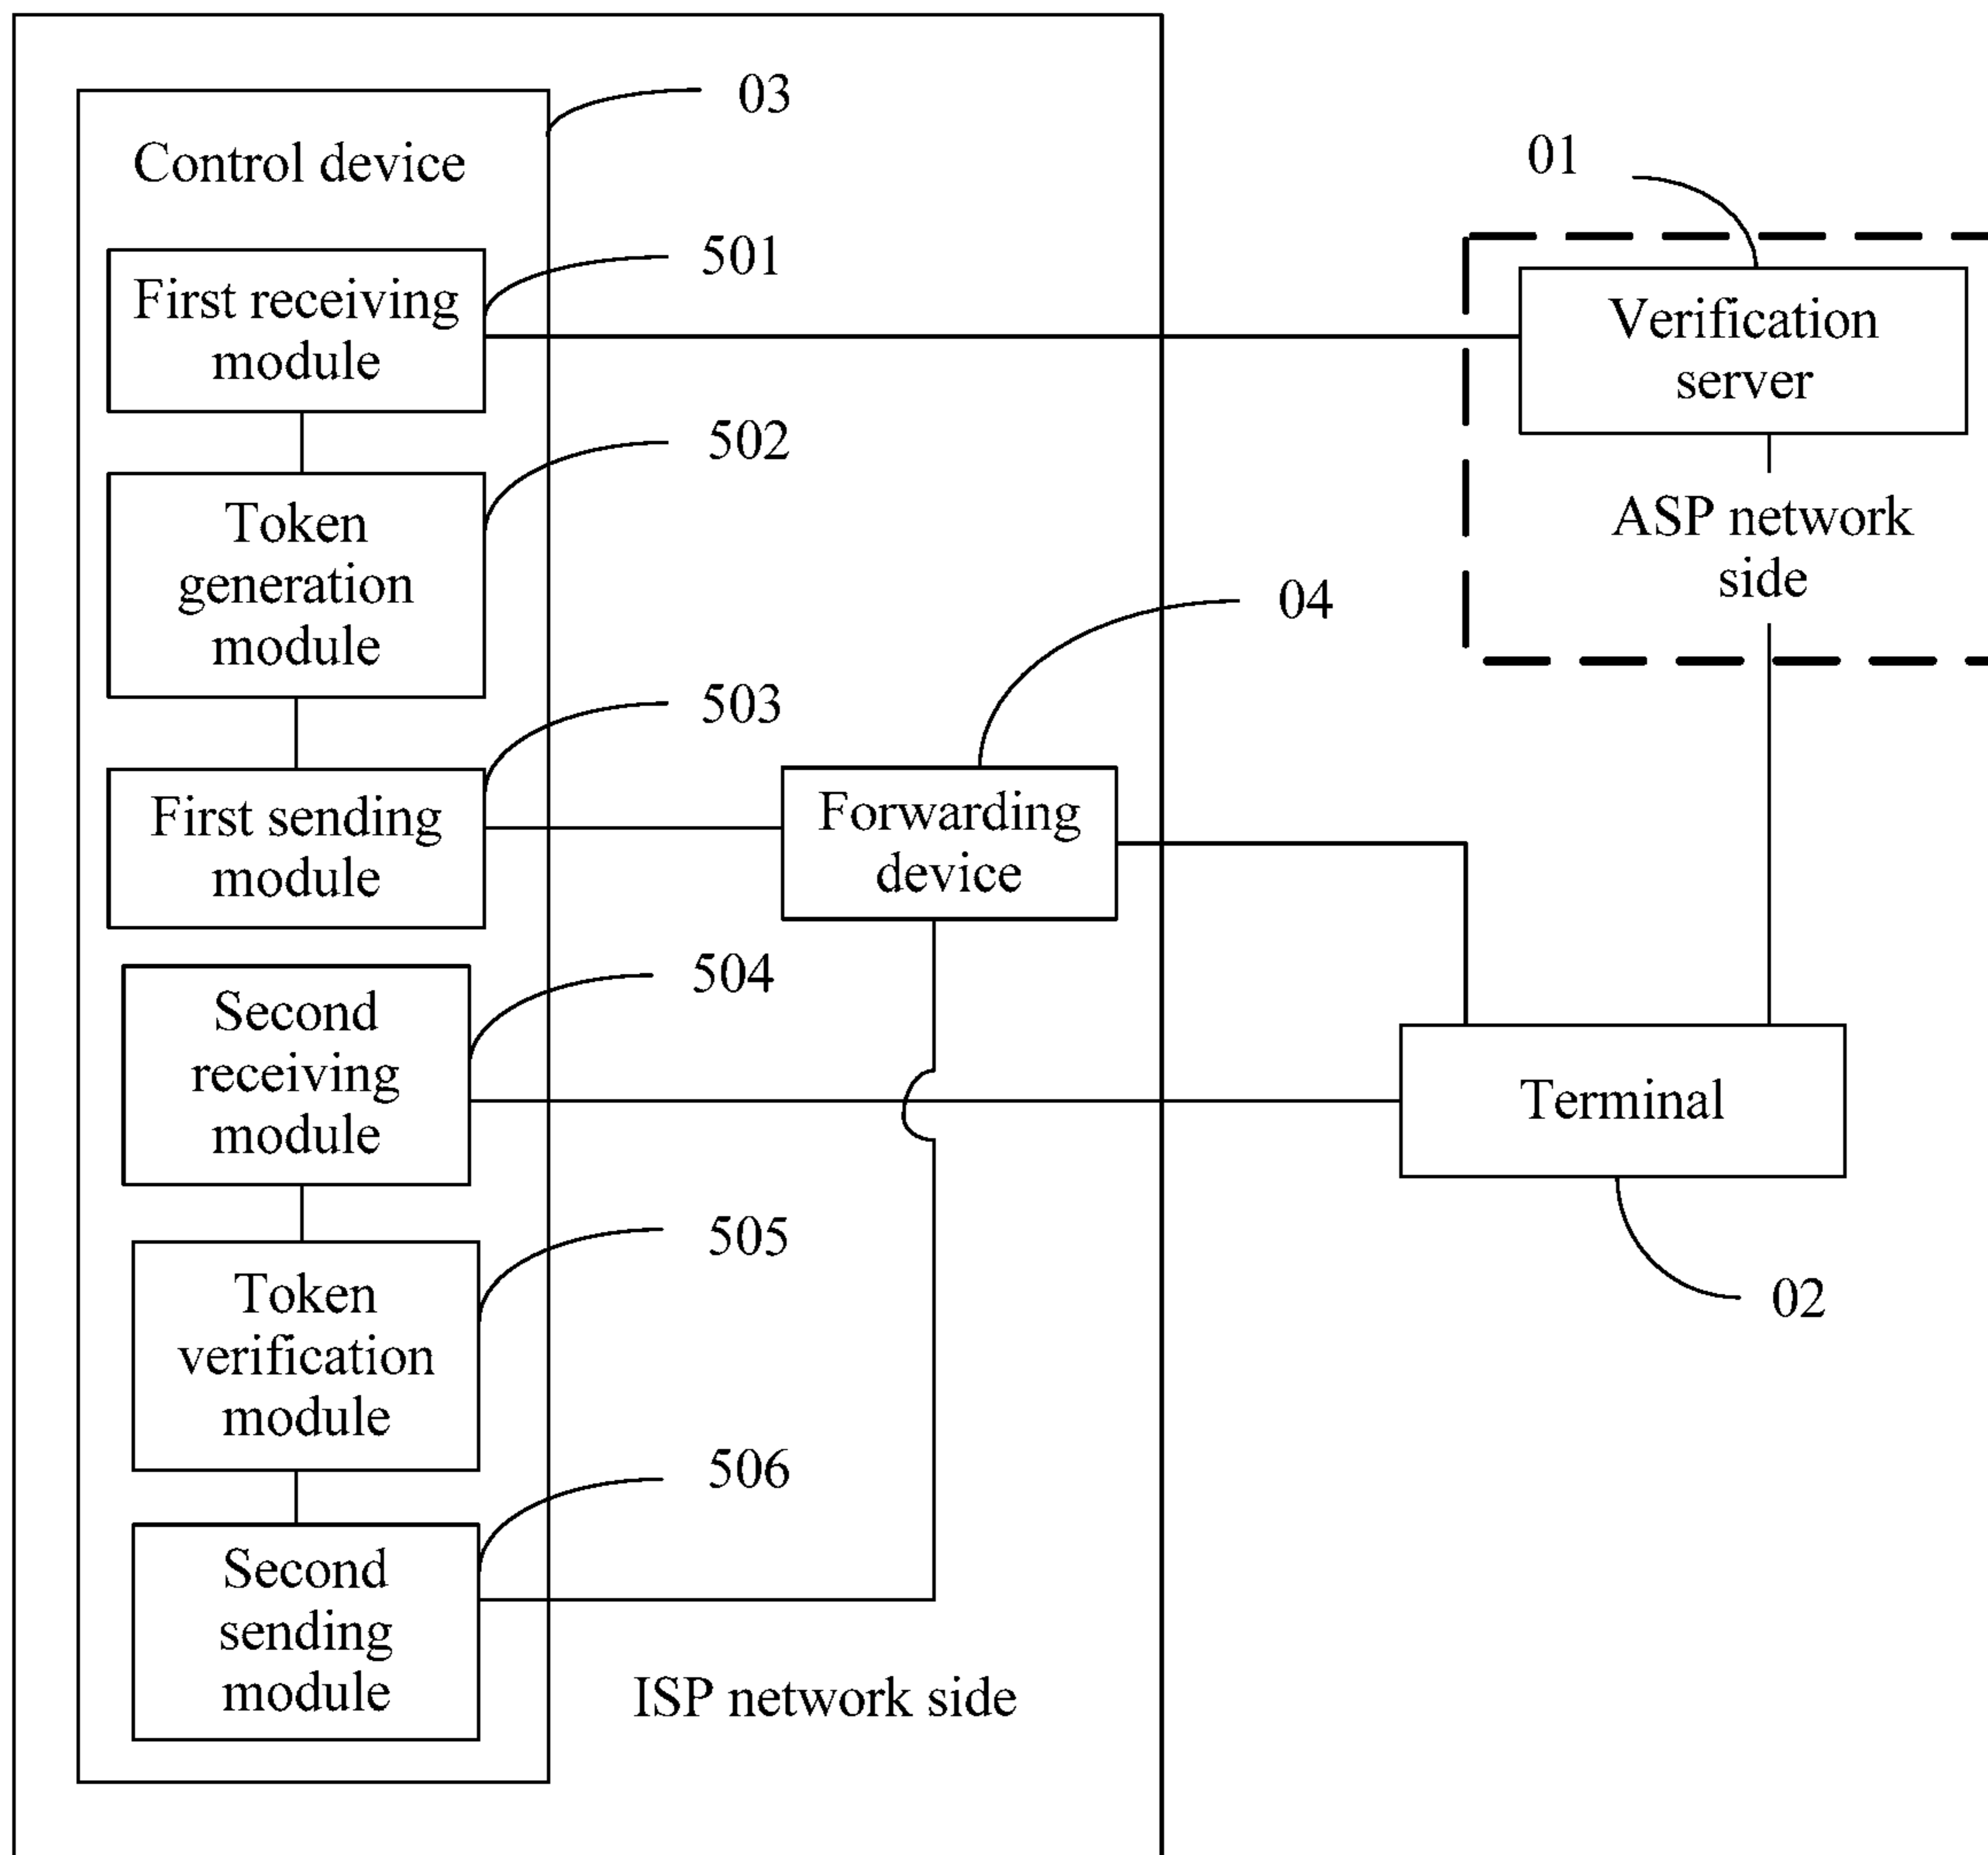 03
Control device
01
501
First receiving
module
Verification
server
502
Token
generation
module
ASP network
side
04
503
First sending
module
Forwarding
device
504
Second
receiving
module
Terminal
505
02
Token
verification
module
506
Second
sending
module
ISP network side